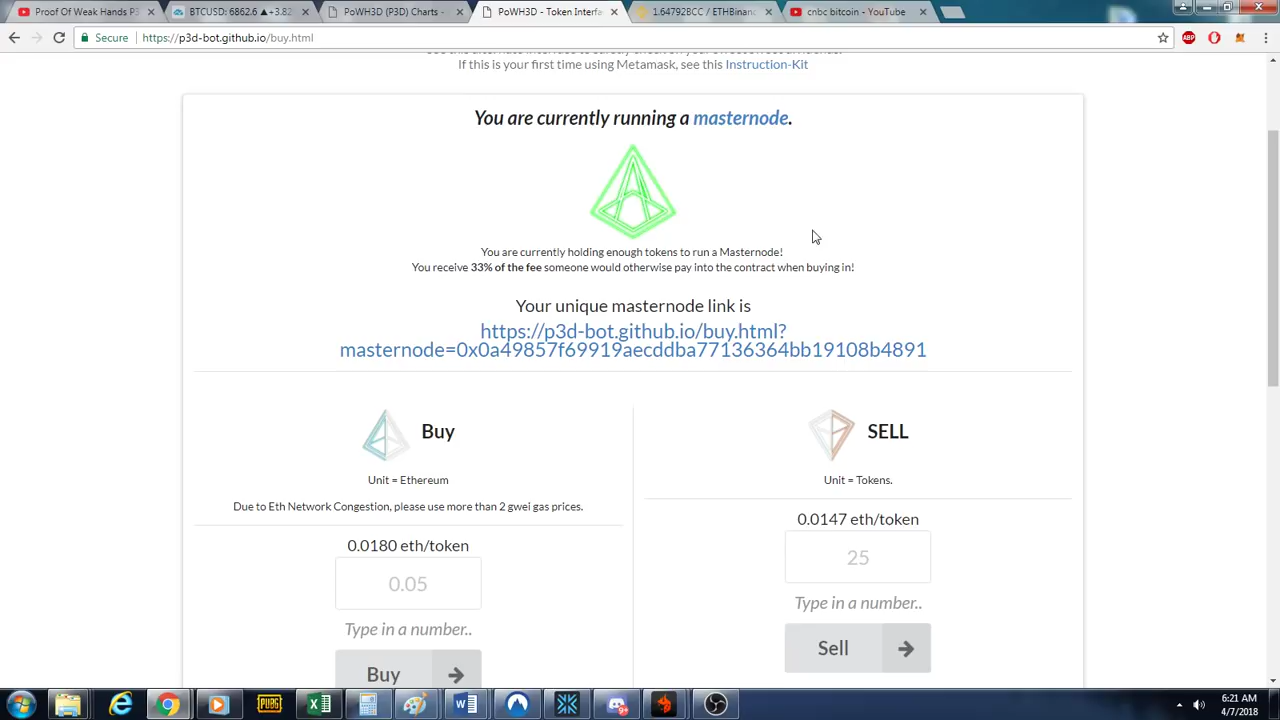 Proof Of Weak Hands P
BTCUSD: 6862.6 ▲+3.82
PoWH3D (P3D) Charts -
PoWH3D - Token Interfa
1.64792BCC / ETHBinanc
cnbc bitcoin - YouTube
Secure
https://p3d-bot.github.io/buy.html
If this is your first time using Metamask, see this Instruction-Kit
You are currently running a masternode.
You are currently holding enough tokens to run a Masternode!
You receive 33% of the fee someone would otherwise pay into the contract when buying in!
Your unique masternode link is
https://p3d-bot.github.io/buy.html?
masternode=0x0a49857f69919aecddba77136364bb19108b4891
Buy
Unit = Ethereum
Due to Eth Network Congestion, please use more than 2 gwei gas prices.
0.0180 eth/token
0.05
Type in a number..
Buy
SELL
Unit = Tokens.
0.0147 eth/token
25
Type in a number..
Sell
ABP
PUBG
6:21 AM
4/7/2018